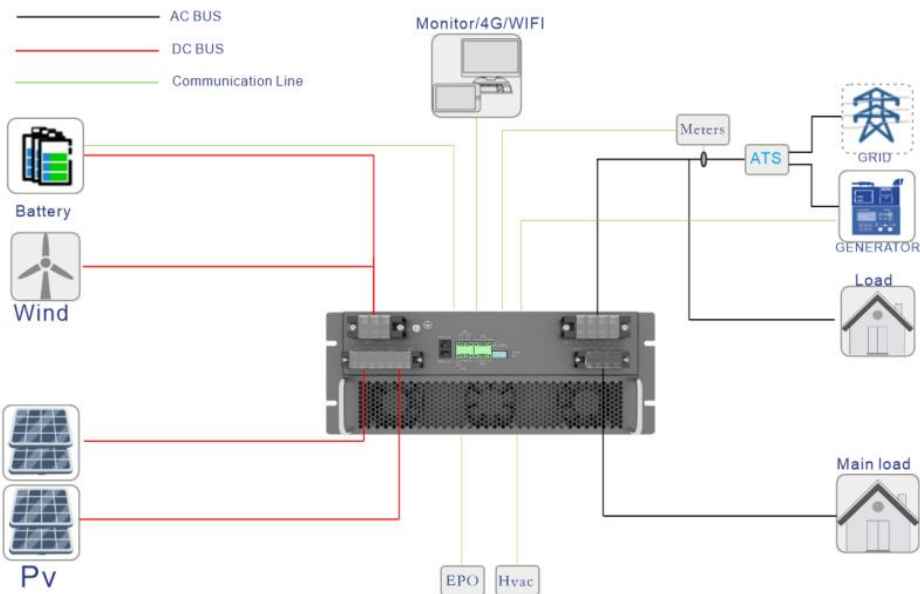 AC BUS
DC BUS
Communication Line
Monitor/4G/WIFI
Meters
ATS
GRID
Battery
GENERATOR
Load
Wind
Main load
Pv
EPO
Hvac